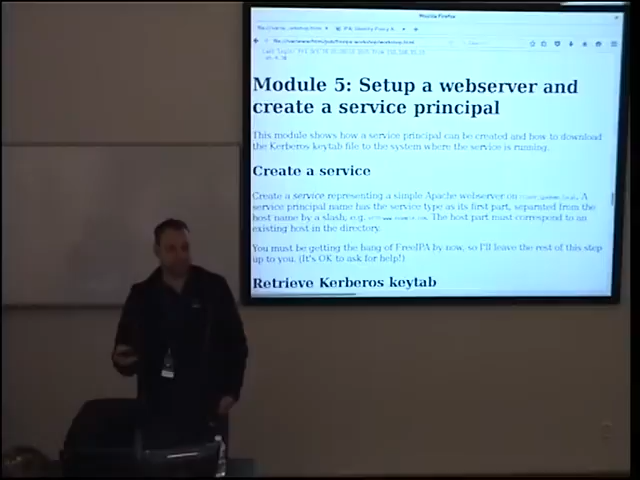 Mozilla Firefox
Module 5: Setup a webserver and
create a service principal
This module shows how a service principal can be created and how to download
the Kerberos keytab file to the system where the service is running.
Create a service
Create a service representing a simple Apache webserver on A
service principal name has the service type as its first part, separated from the
host name by a slash, e.g. The host part must correspond to an
existing host in the directory.
You must be getting the hang of FreeIPA by now, so I'll leave the rest of this step
up to you. (It's OK to ask for help!)
Retrieve Kerberos keytab